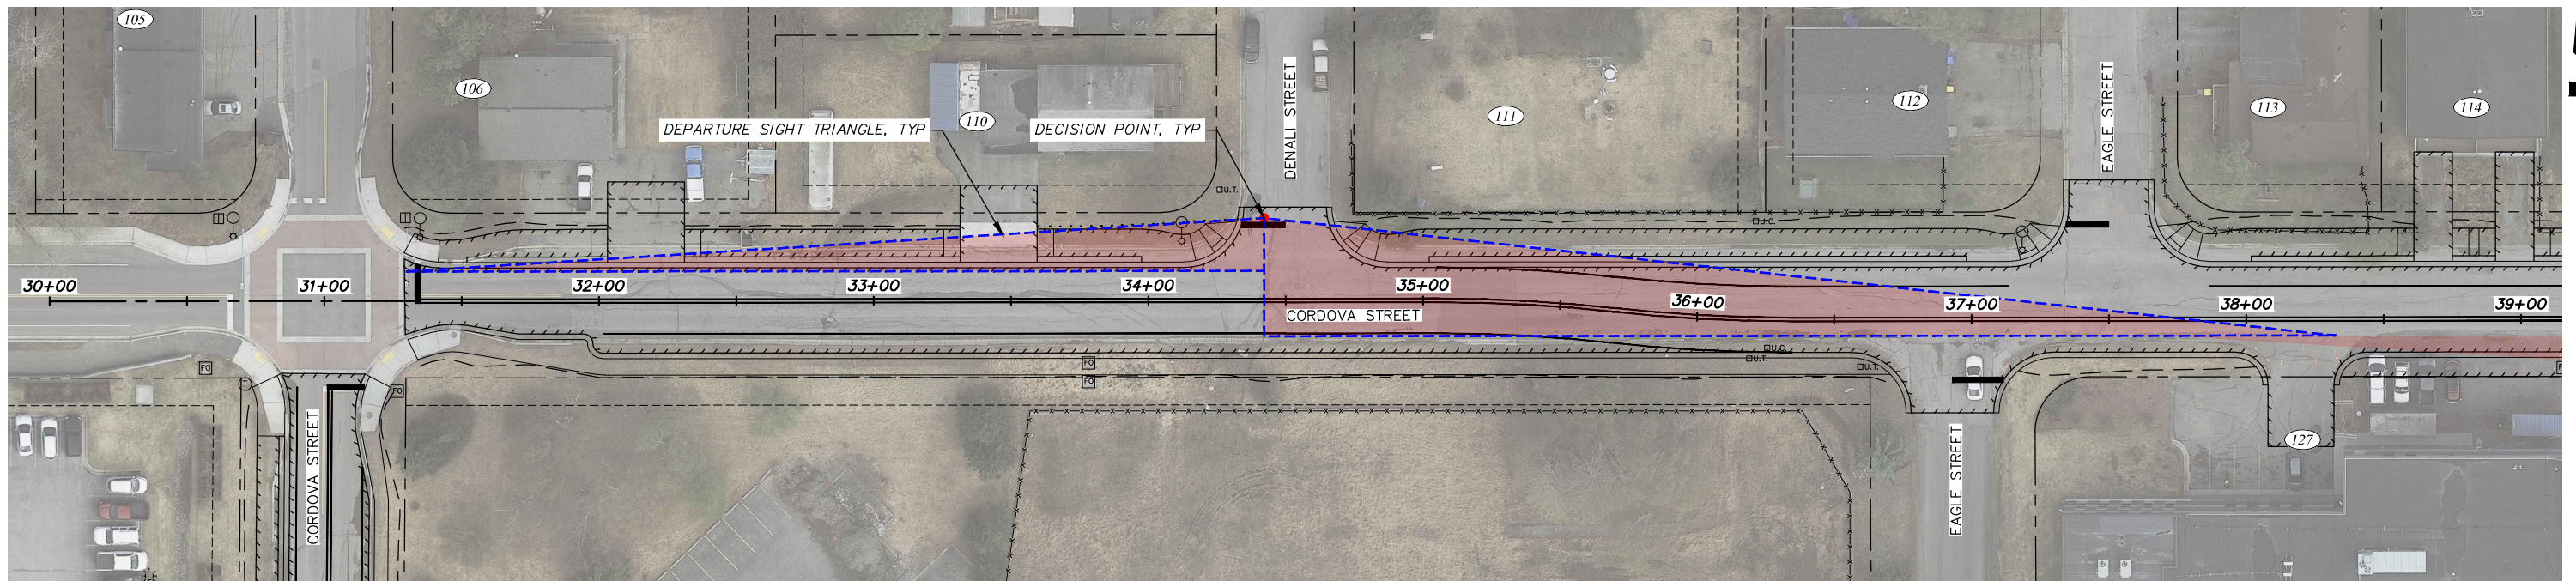 105
106
110
111
112
113
114
DEPARTURE SIGHT TRIANGLE, TYP
DECISION POINT, TYP
DENALI STREET
EAGLE STREET
U.T.
U.C.
30+00
31+00
32+00
33+00
34+00
35+00
36+00
37+00
38+00
39+00
CORDOVA STREET
FO
T
FO
FO
FO
U.C.
U.T.
U.T.
CORDOVA STREET
EAGLE STREET
127